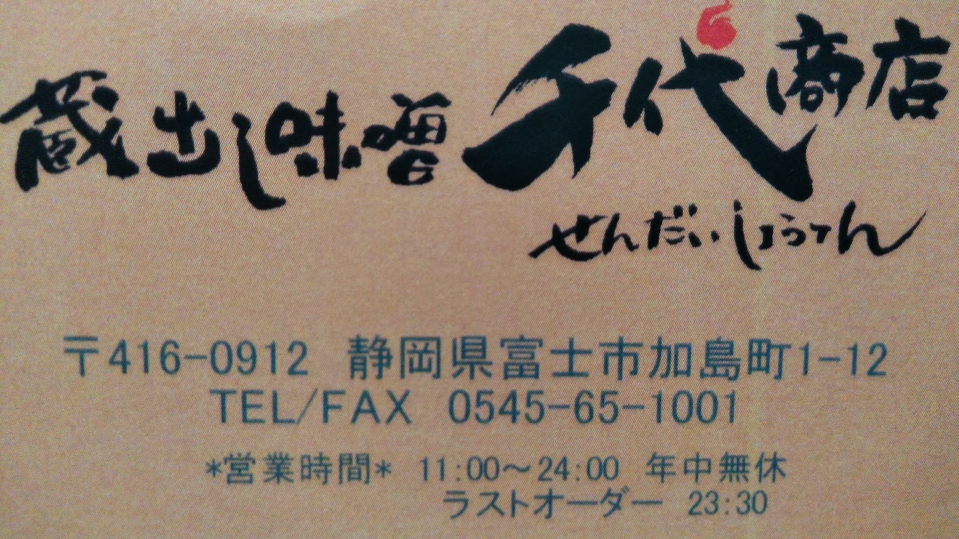 蔵出し味噌 千代商店
せんだいしょうてん
〒416-0912 静岡県富士市加島町1-12
TEL/FAX 0545-65-1001
*営業時間* 11:00～24:00 年中無休
ラストオーダー 23:30